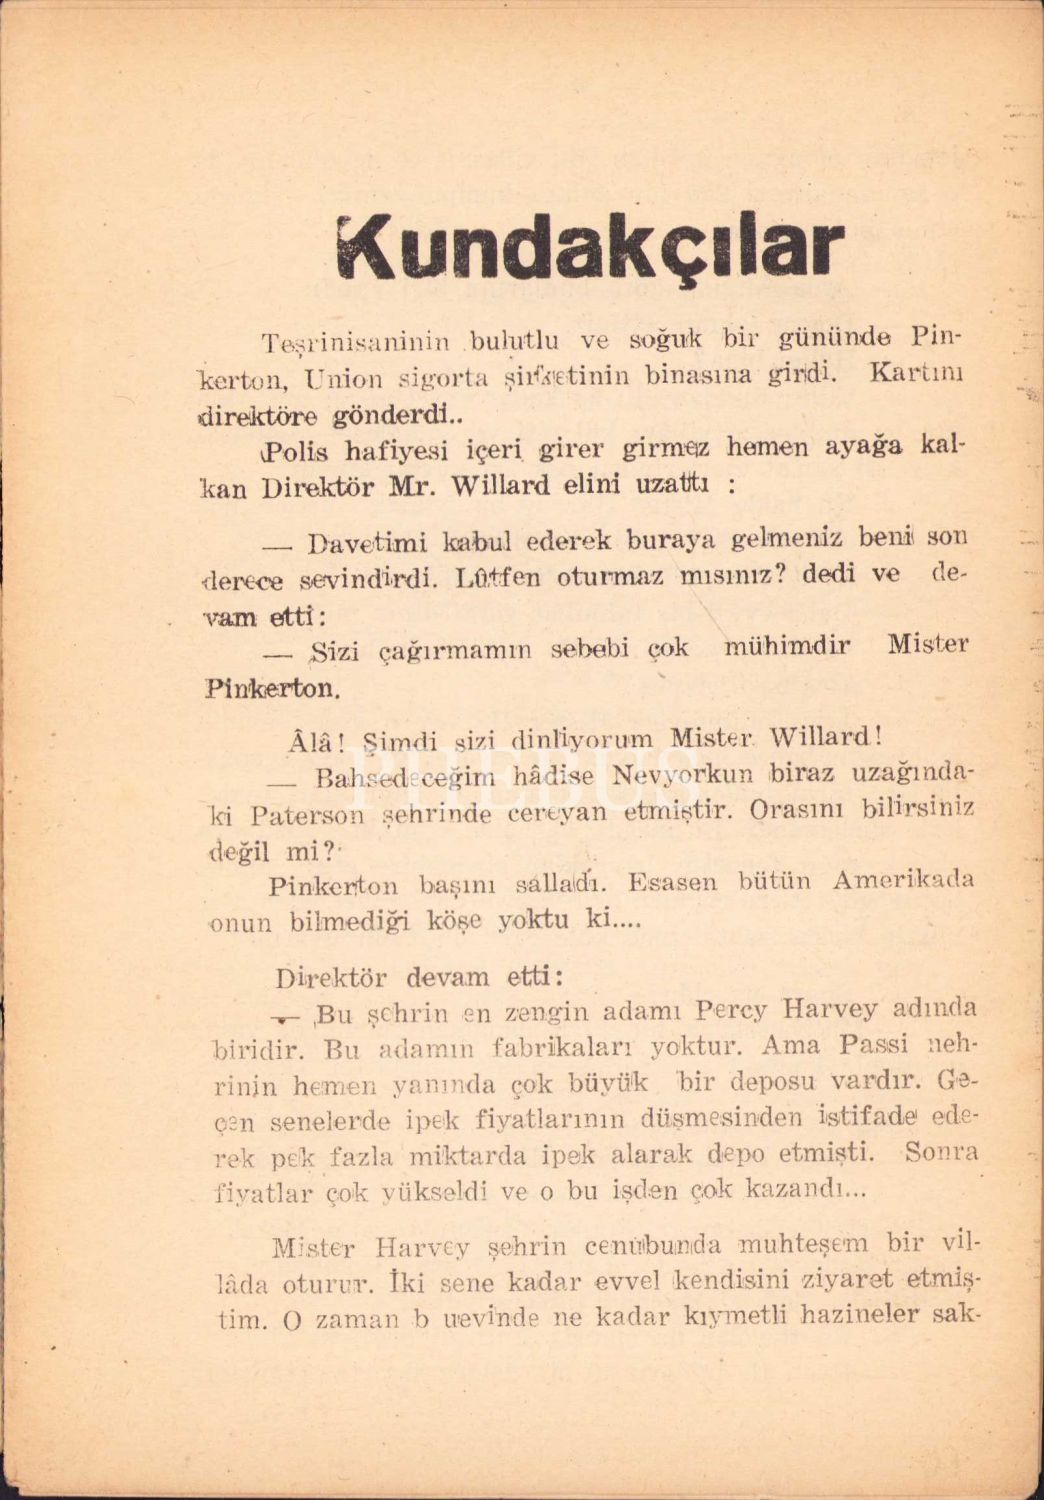 Kundakçılar
Teşrinisaninin bulutlu ve soğuk bir gününde Pin-
kerton, Union sigorta şirketinin binasına girdi. Kartını
direktöre gönderdi..
Polis hafiyesi içeri girer girmez hemen ayağa kal-
kan Direktör Mr. Willard elini uzattı :
— Davetimi kabul ederek buraya gelmeniz beni son
derece sevindirdi. Lûtfen oturmaz mısınız? dedi ve de-
vam etti:
— Sizi çağırmamın sebebi çok mühimdir Mister
Pinkerton.
Âlâ! Şimdi sizi dinliyorum Mister Willard!
— Bahsedeceğim hâdise Nevyorkun biraz uzağında-
ki Paterson şehrinde cereyan etmiştir. Orasını bilirsiniz
değil mi?
Pinkerton başını salladı. Esasen bütün Amerikada
onun bilmediği köşe yoktu ki....
Direktör devam etti:
— Bu şehrin en zengin adamı Percy Harvey adında
biridir. Bu adamın fabrikaları yoktur. Ama Passi neh-
rinin hemen yanında çok büyük bir deposu vardır. Ge-
çen senelerde ipek fiyatlarının düşmesinden istifade ede-
rek pek fazla miktarda ipek alarak depo etmişti. Sonra
fiyatlar çok yükseldi ve o bu işden çok kazandı...
Mister Harvey şehrin cenubunda muhteşem bir vil-
lâda oturur. İki sene kadar evvel kendisini ziyaret etmiş-
tim. O zaman b uevinde ne kadar kıymetli hazineler sak-